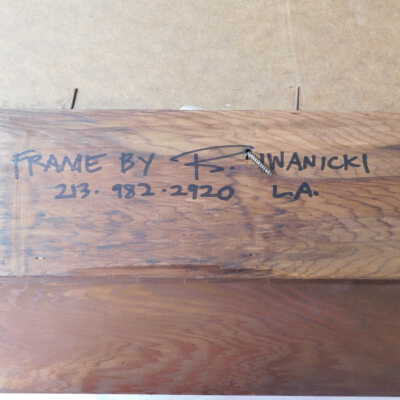 FRAME BY R. IWANICKI
213.982.2920 L.A.